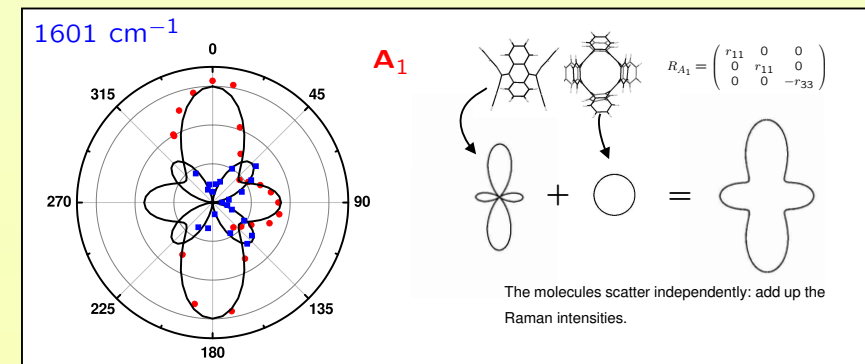 1601 cm⁻¹
0
45
90
135
180
225
270
315
A₁
R_{A₁} = ( r₁₁ 0 0
0 r₁₁ 0
0 0 −r₃₃ )
+
=
The molecules scatter independently: add up the
Raman intensities.